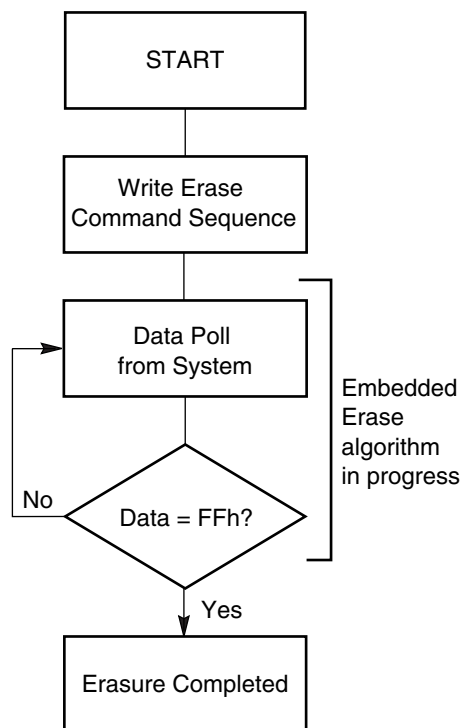 START
Write Erase
Command Sequence
Data Poll
from System
Embedded
Erase
algorithm
in progress
No
Data = FFh?
Yes
Erasure Completed